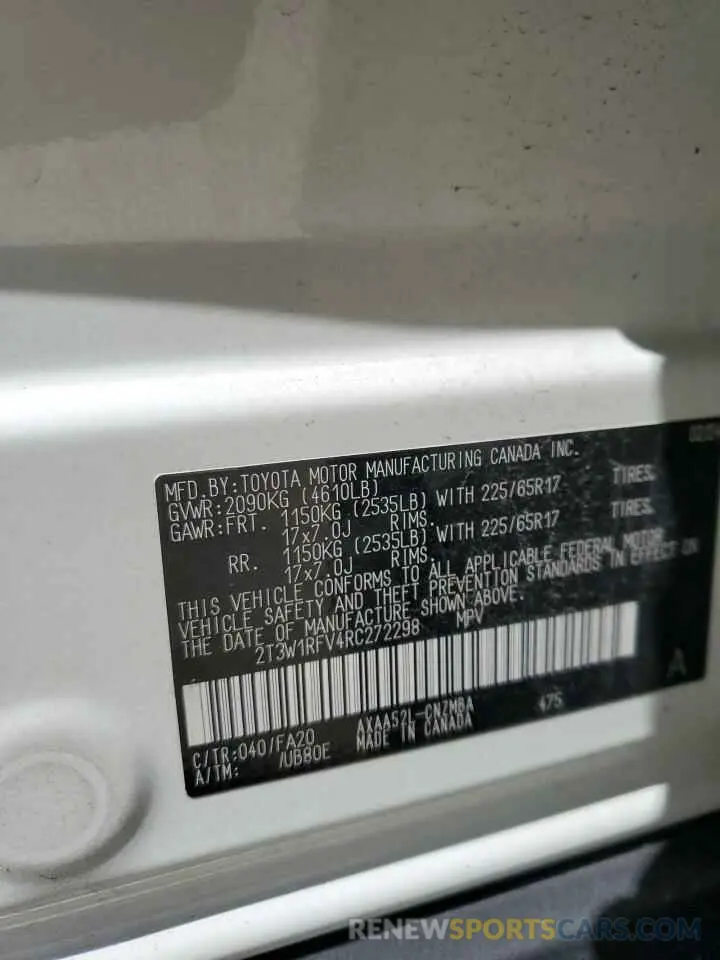 MFD.BY:TOYOTA MOTOR MANUFACTURING CANADA INC.
GVWR:2090KG (4610LB)
GAWR:FRT. 1150KG (2535LB) WITH 225/65R17 TIRES.
17x7.0J RIMS.
RR. 1150KG (2535LB) WITH 225/65R17 TIRES.
17x7.0J RIMS.
THIS VEHICLE CONFORMS TO ALL APPLICABLE FEDERAL MOTOR
VEHICLE SAFETY AND THEFT PREVENTION STANDARDS IN EFFECT ON
THE DATE OF MANUFACTURE SHOWN ABOVE.
2T3W1RFV4RC272298 MPV
A
C/TR:040/FA20 AXAA52L-CNZMBA 475
A/TM: /UB80E MADE IN CANADA
RENEWSPORTSCARS.COM